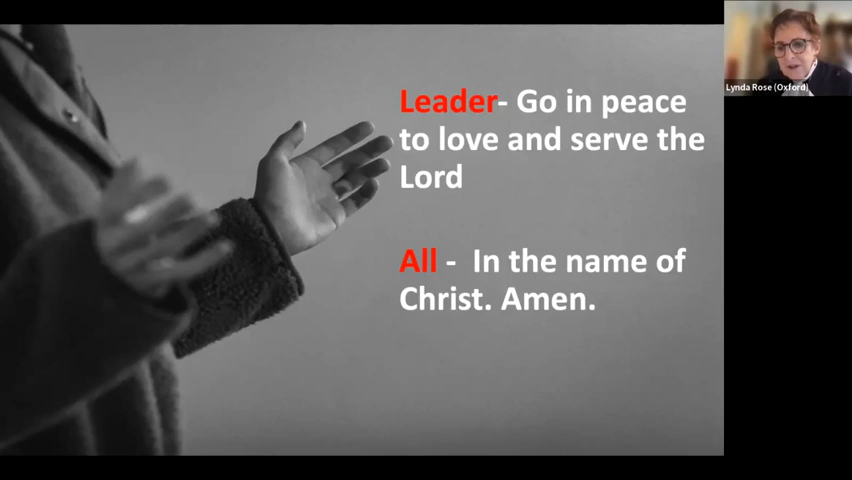 Leader- Go in peace
to love and serve the
Lord
All - In the name of
Christ. Amen.
Lynda Rose (Oxford)